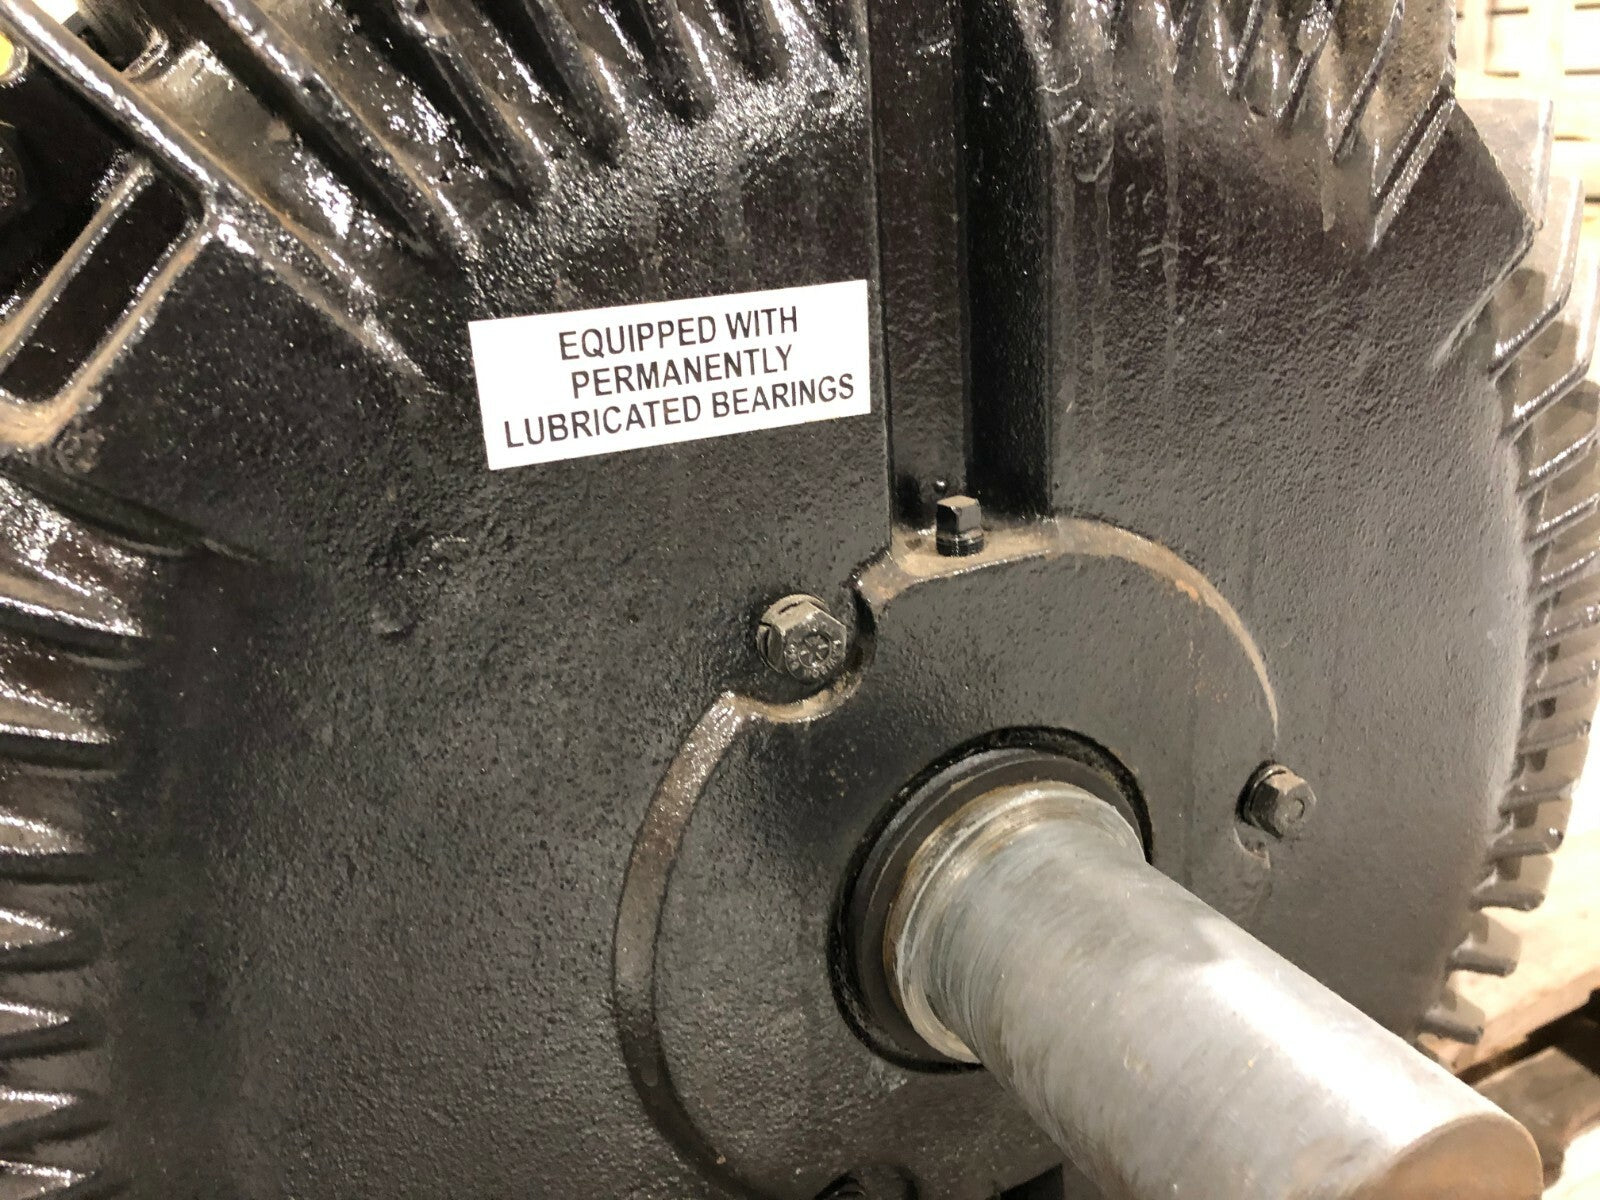 EQUIPPED WITH
PERMANENTLY
LUBRICATED BEARINGS